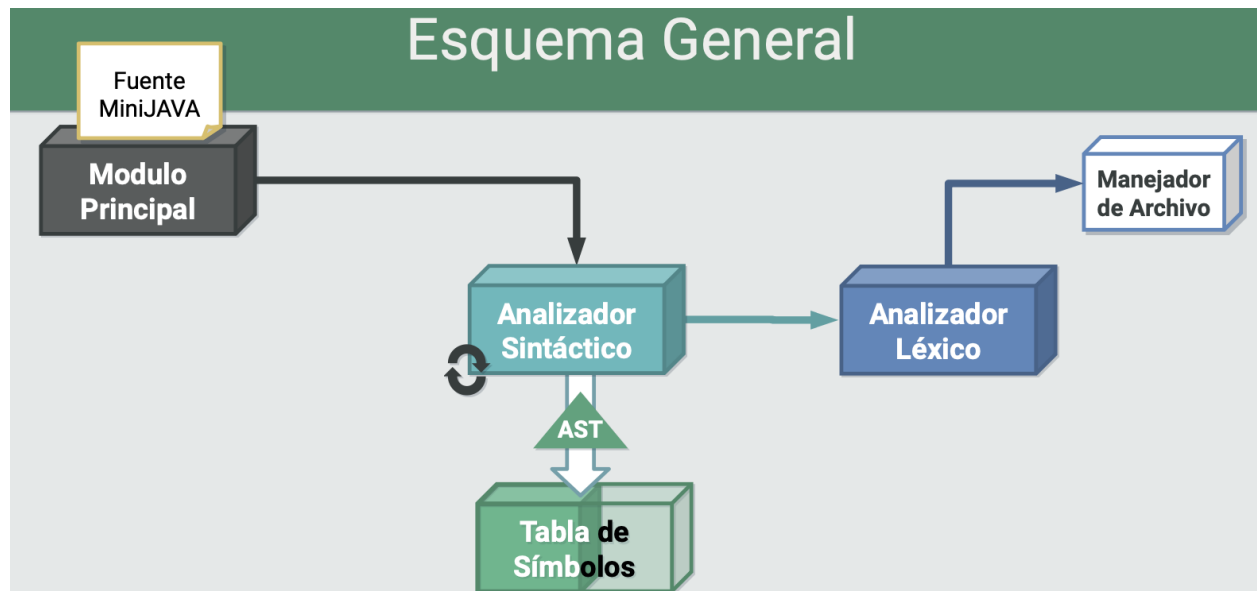 Esquema General
Fuente
MiniJAVA
Modulo
Principal
Manejador
de Archivo
Analizador
Sintáctico
Analizador
Léxico
AST
Tabla de
Símbolos